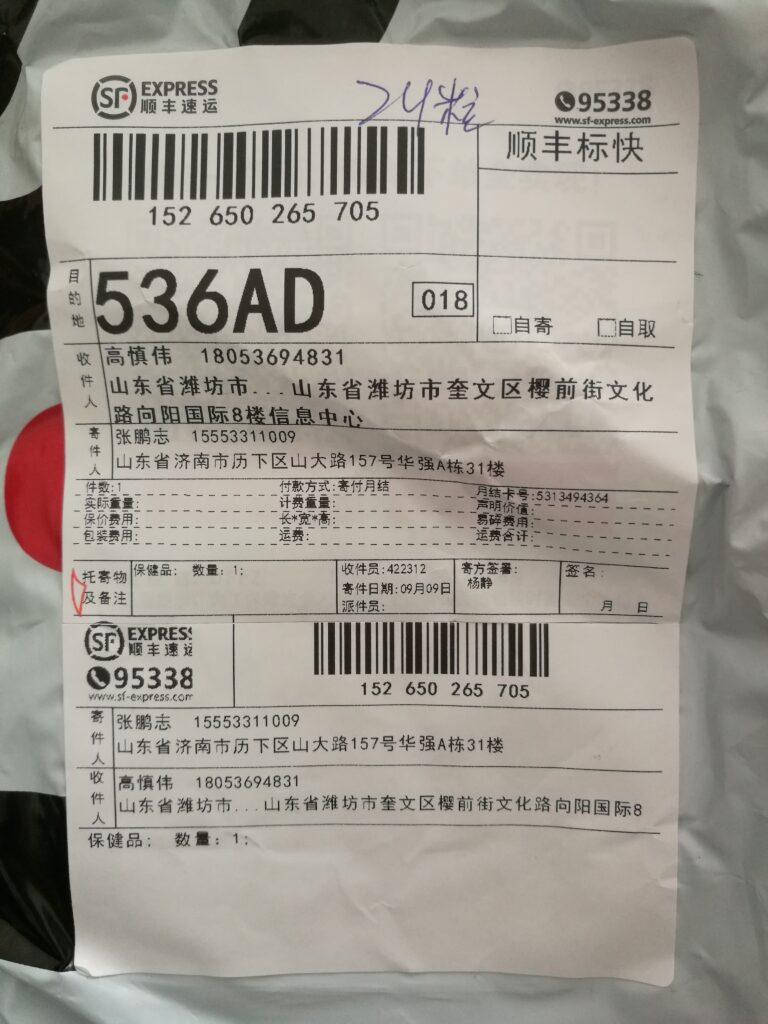 SF EXPRESS
顺丰速运
24粒
95338
www.sf-express.com
152 650 265 705
顺丰标快
目的地
536AD
018
自寄 自取
收件人
高慎伟 18053694831
山东省潍坊市...山东省潍坊市奎文区樱前街文化
路向阳国际8楼信息中心
寄件人
张鹏志 15553311009
山东省济南市历下区山大路157号华强A栋31楼
件数:1 付款方式:寄付月结 月结卡号:5313494364
实际重量: 计费重量: 声明价值:
保价费用: 长*宽*高: 易碎费用:
包装费用: 运费: 运费合计:
托寄物
及备注
保健品; 数量: 1;
收件员:422312
寄件日期:09月09日
派件员:
寄方签署:
杨静
签名:
月 日
SF EXPRESS
顺丰速运
95338
www.sf-express.com
152 650 265 705
寄件人
张鹏志 15553311009
山东省济南市历下区山大路157号华强A栋31楼
收件人
高慎伟 18053694831
山东省潍坊市...山东省潍坊市奎文区樱前街文化路向阳国际8
保健品; 数量: 1;